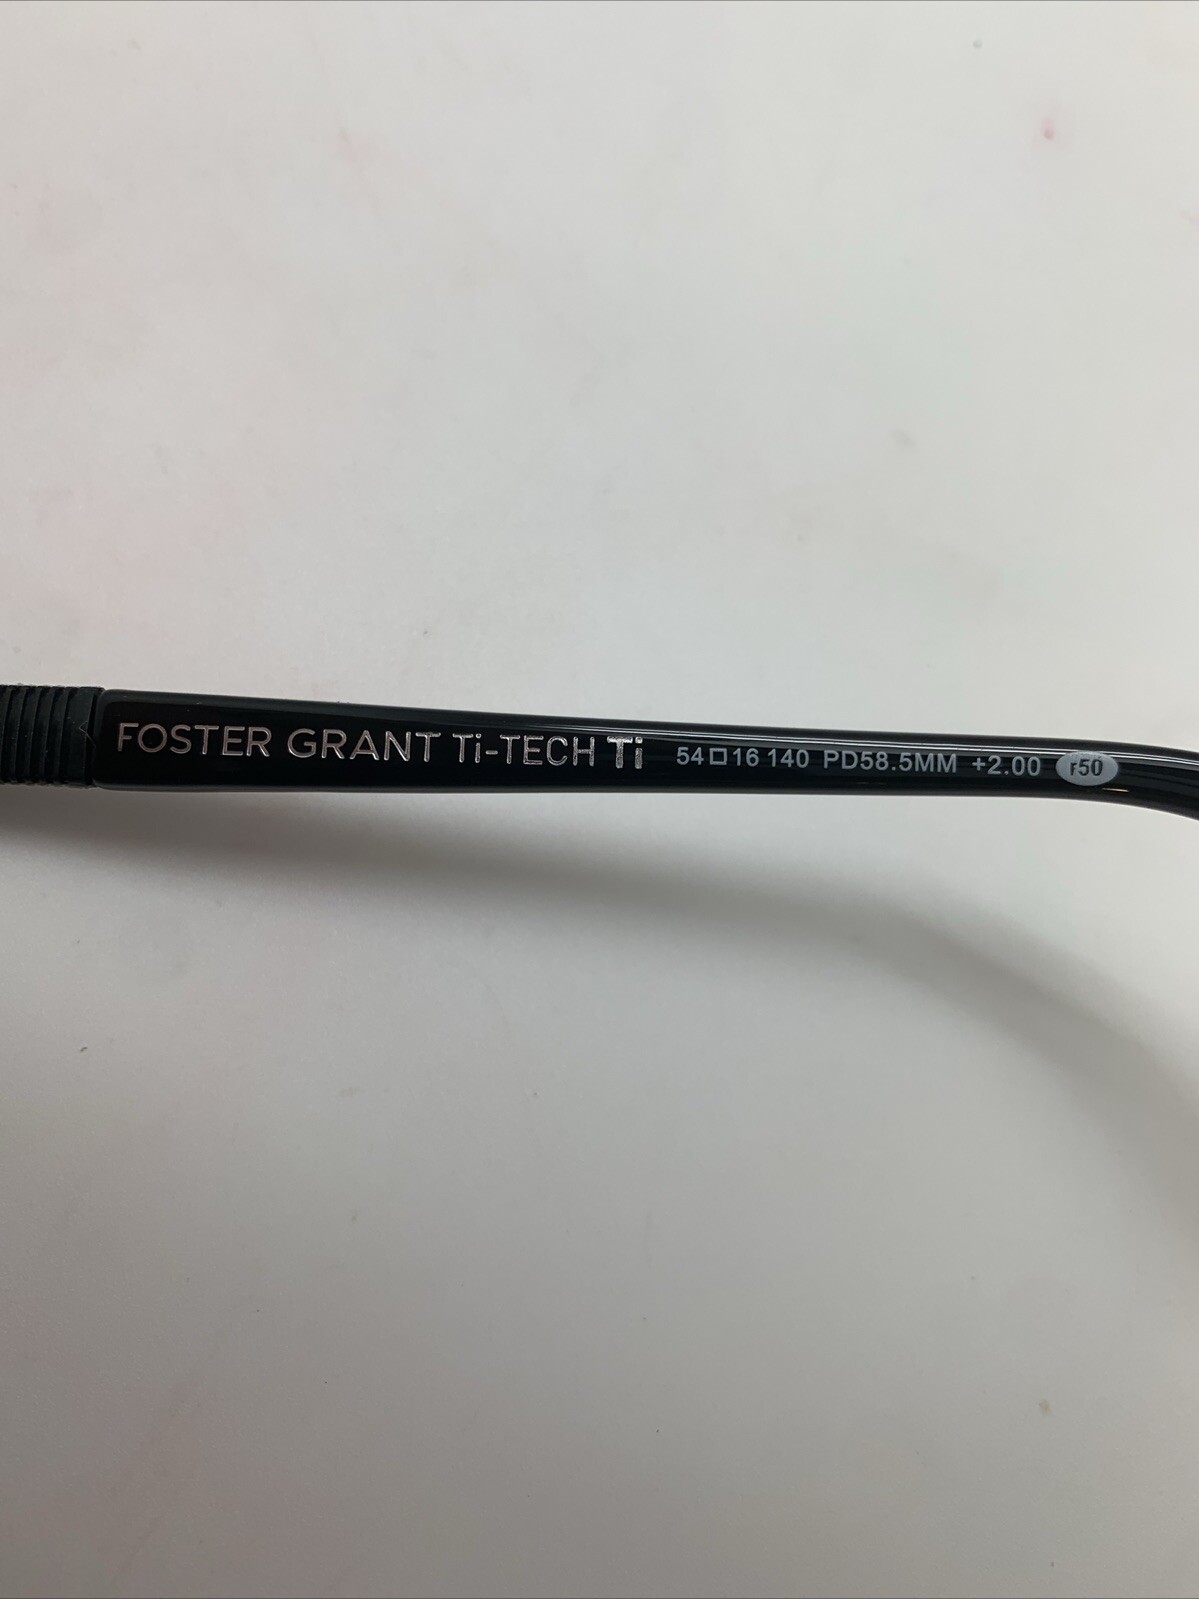 FOSTER GRANT Ti-TECH Ti 54□16 140 PD58.5MM +2.00 r50